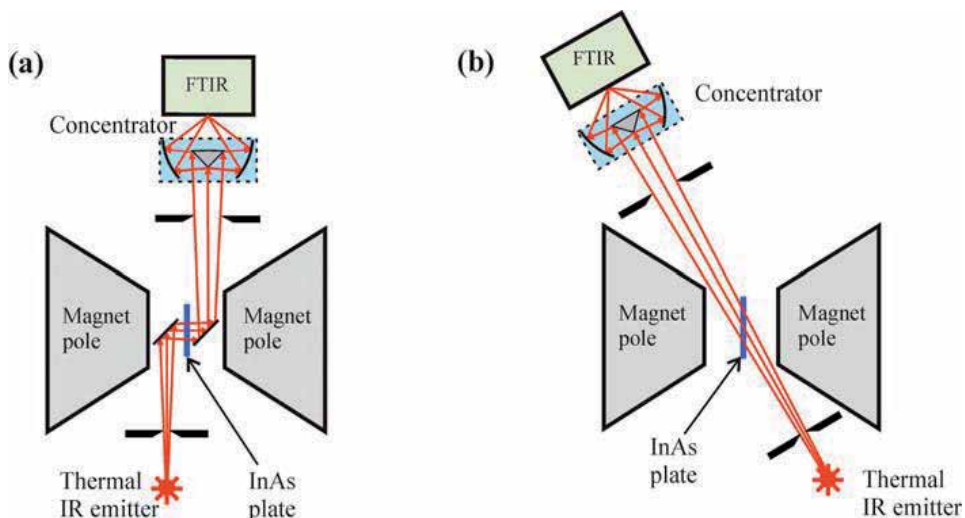 (a)
FTIR
Concentrator
Magnet
pole
Magnet
pole
Thermal
IR emitter
InAs
plate
(b)
FTIR
Concentrator
Magnet
pole
Magnet
pole
InAs
plate
Thermal
IR emitter